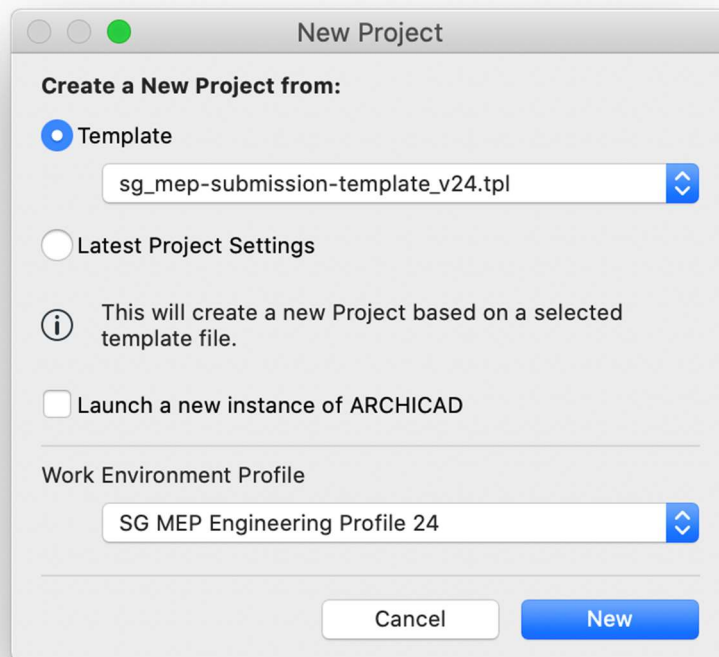 New Project
Create a New Project from:
Template
sg_mep-submission-template_v24.tpl
Latest Project Settings
This will create a new Project based on a selected
template file.
Launch a new instance of ARCHICAD
Work Environment Profile
SG MEP Engineering Profile 24
Cancel New